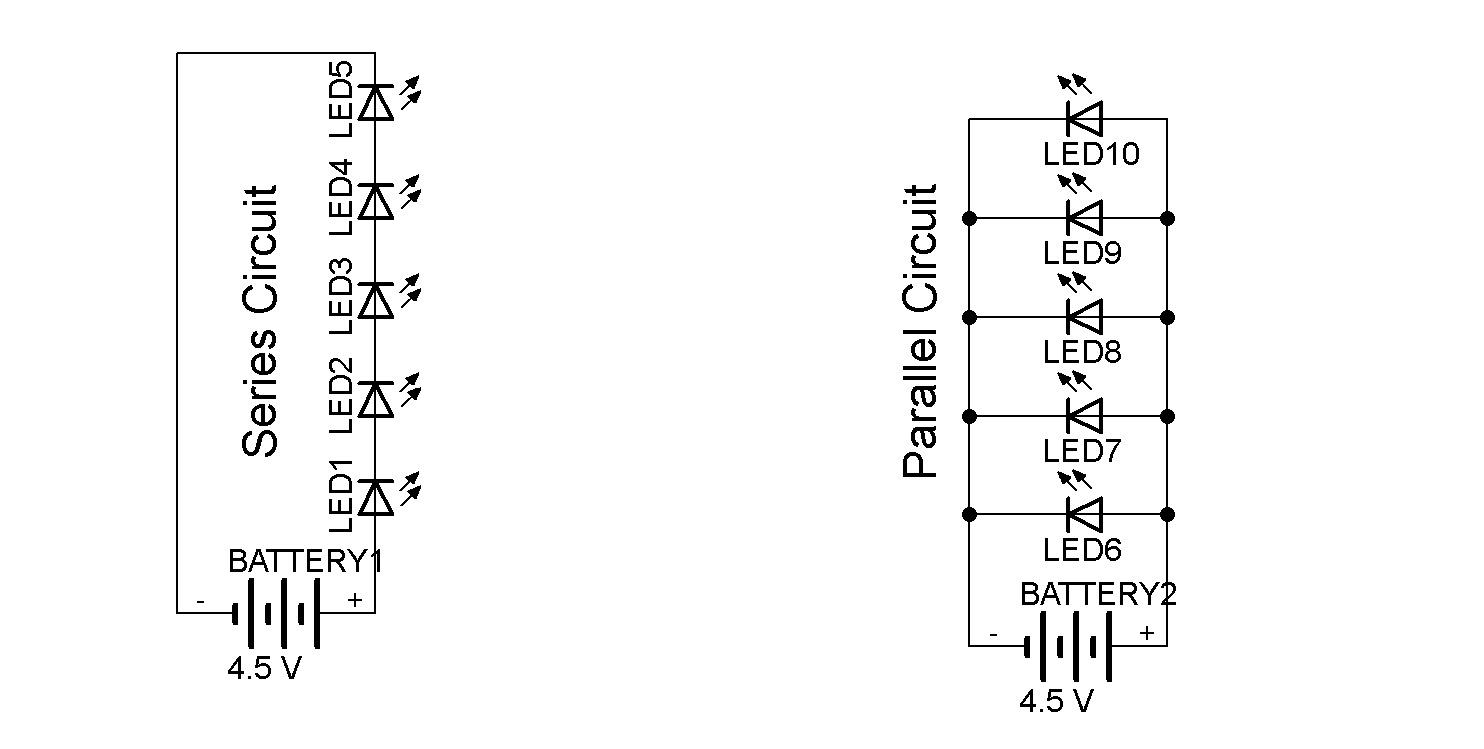 Series Circuit
LED5
LED4
LED3
LED2
LED1
BATTERY1
- +
4.5 V
Parallel Circuit
LED10
LED9
LED8
LED7
LED6
BATTERY2
- +
4.5 V